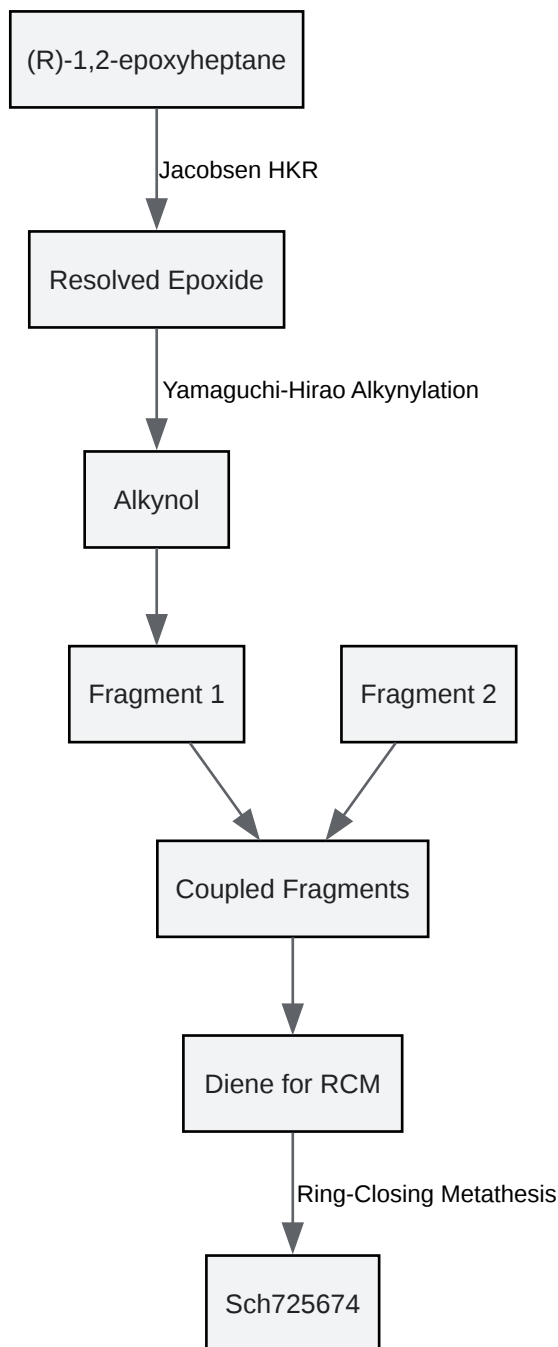 (R)-1,2-epoxyheptane
Jacobsen HKR
Resolved Epoxide
Yamaguchi-Hirao Alkynylation
Alkynol
Fragment 1
Fragment 2
Coupled Fragments
Diene for RCM
Ring-Closing Metathesis
Sch725674